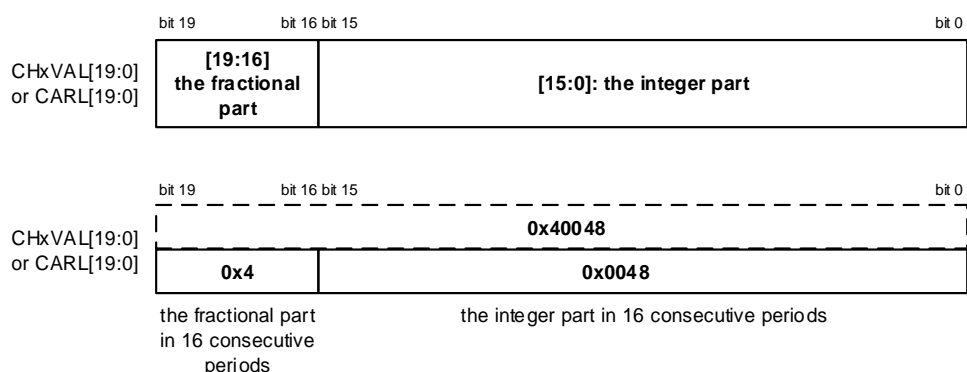 bit 19 bit 16 bit 15 bit 0
CHxVAL[19:0]
or CARL[19:0]
[19:16]
the fractional
part
[15:0]: the integer part
bit 19 bit 16 bit 15 bit 0
CHxVAL[19:0]
or CARL[19:0]
0x40048
0x4 0x0048
the fractional part
in 16 consecutive
periods
the integer part in 16 consecutive periods